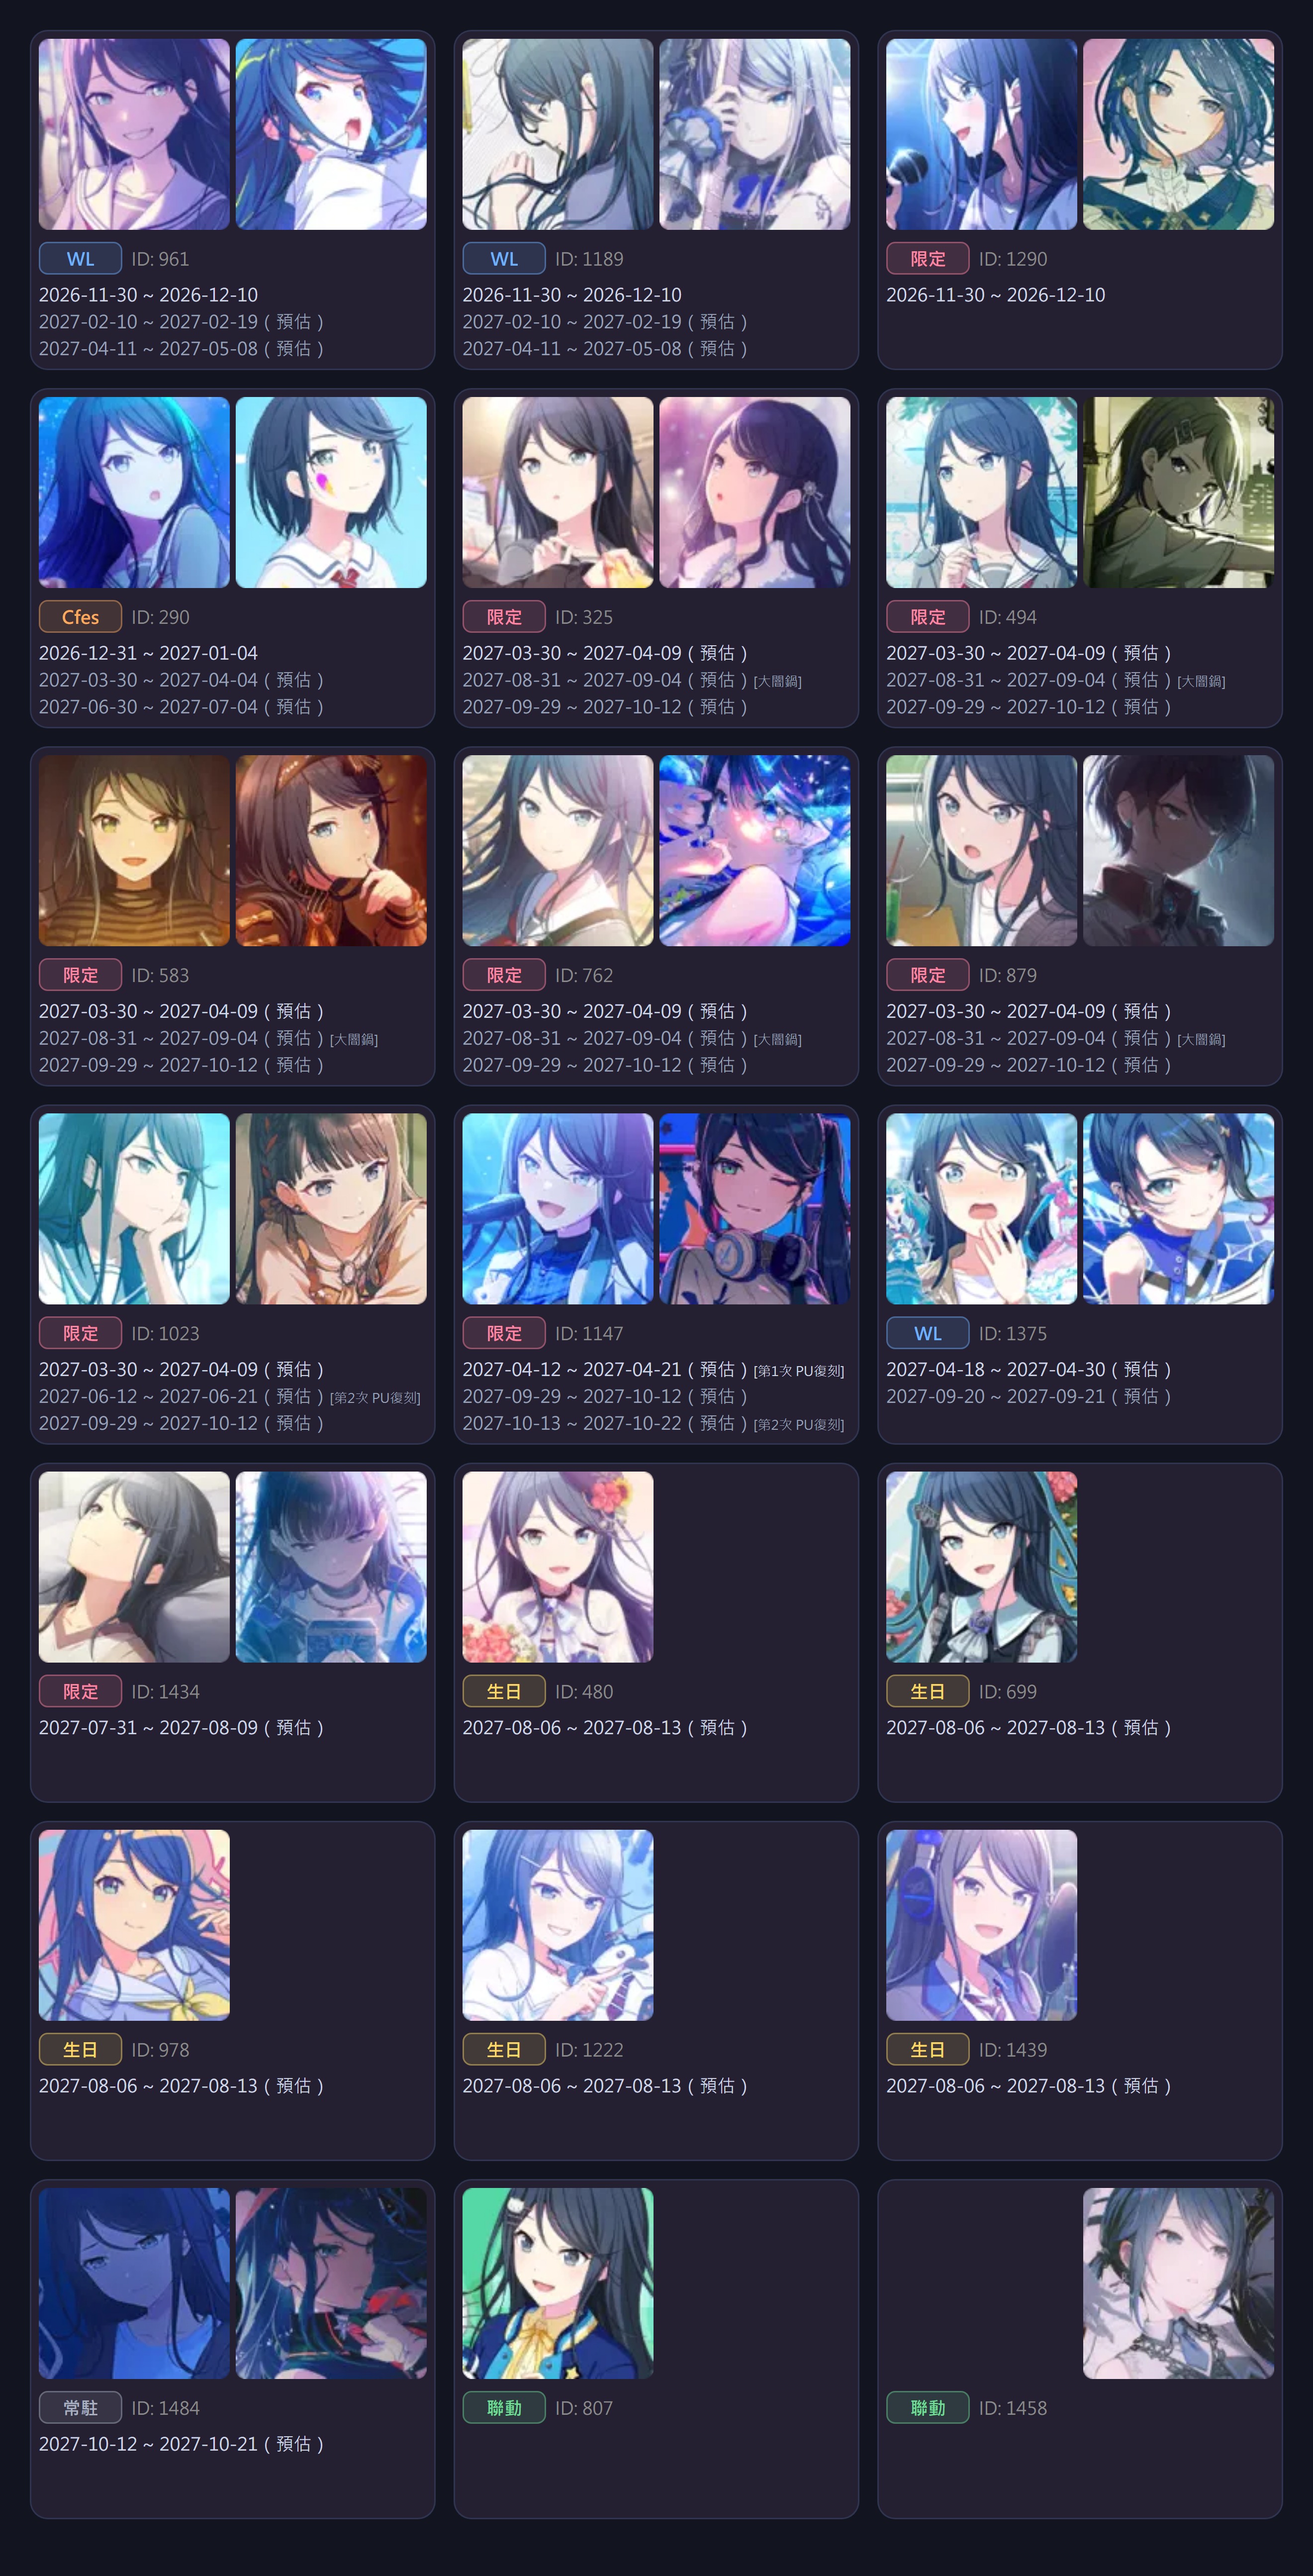 WL ID: 961
2026-11-30 ~ 2026-12-10
2027-02-10 ~ 2027-02-19 ( 預估 )
2027-04-11 ~ 2027-05-08 ( 預估 )
WL ID: 1189
2026-11-30 ~ 2026-12-10
2027-02-10 ~ 2027-02-19 ( 預估 )
2027-04-11 ~ 2027-05-08 ( 預估 )
限定 ID: 1290
2026-11-30 ~ 2026-12-10
Cfes ID: 290
2026-12-31 ~ 2027-01-04
2027-03-30 ~ 2027-04-04 ( 預估 )
2027-06-30 ~ 2027-07-04 ( 預估 )
限定 ID: 325
2027-03-30 ~ 2027-04-09 ( 預估 )
2027-08-31 ~ 2027-09-04 ( 預估 ) [大闇鍋]
2027-09-29 ~ 2027-10-12 ( 預估 )
限定 ID: 494
2027-03-30 ~ 2027-04-09 ( 預估 )
2027-08-31 ~ 2027-09-04 ( 預估 ) [大闇鍋]
2027-09-29 ~ 2027-10-12 ( 預估 )
限定 ID: 583
2027-03-30 ~ 2027-04-09 ( 預估 )
2027-08-31 ~ 2027-09-04 ( 預估 ) [大闇鍋]
2027-09-29 ~ 2027-10-12 ( 預估 )
限定 ID: 762
2027-03-30 ~ 2027-04-09 ( 預估 )
2027-08-31 ~ 2027-09-04 ( 預估 ) [大闇鍋]
2027-09-29 ~ 2027-10-12 ( 預估 )
限定 ID: 879
2027-03-30 ~ 2027-04-09 ( 預估 )
2027-08-31 ~ 2027-09-04 ( 預估 ) [大闇鍋]
2027-09-29 ~ 2027-10-12 ( 預估 )
限定 ID: 1023
2027-03-30 ~ 2027-04-09 ( 預估 )
2027-06-12 ~ 2027-06-21 ( 預估 ) [第2次 PU復刻]
2027-09-29 ~ 2027-10-12 ( 預估 )
限定 ID: 1147
2027-04-12 ~ 2027-04-21 ( 預估 ) [第1次 PU復刻]
2027-09-29 ~ 2027-10-12 ( 預估 )
2027-10-13 ~ 2027-10-22 ( 預估 ) [第2次 PU復刻]
WL ID: 1375
2027-04-18 ~ 2027-04-30 ( 預估 )
2027-09-20 ~ 2027-09-21 ( 預估 )
限定 ID: 1434
2027-07-31 ~ 2027-08-09 ( 預估 )
生日 ID: 480
2027-08-06 ~ 2027-08-13 ( 預估 )
生日 ID: 699
2027-08-06 ~ 2027-08-13 ( 預估 )
生日 ID: 978
2027-08-06 ~ 2027-08-13 ( 預估 )
生日 ID: 1222
2027-08-06 ~ 2027-08-13 ( 預估 )
生日 ID: 1439
2027-08-06 ~ 2027-08-13 ( 預估 )
常駐 ID: 1484
2027-10-12 ~ 2027-10-21 ( 預估 )
聯動 ID: 807
聯動 ID: 1458